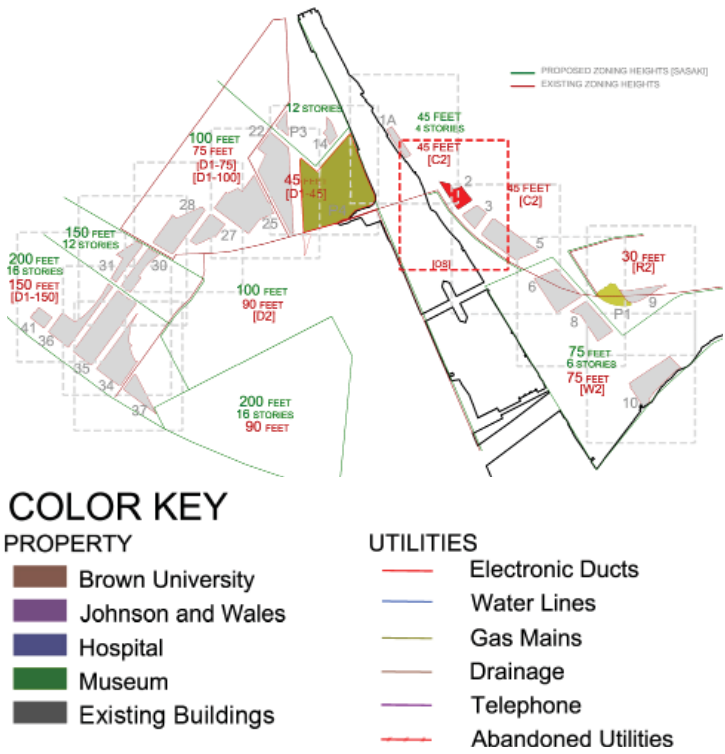 PROPOSED ZONING HEIGHTS [SASAKI]
EXISTING ZONING HEIGHTS
12 STORIES
22
P3
14
1A
45 FEET
4 STORIES
45 FEET
[C2]
100 FEET
75 FEET
[D1-75]
[D1-100]
45 FEET
[D1-45]
2
3
45 FEET
[C2]
28
25
27
150 FEET
12 STORIES
31
30
200 FEET
16 STORIES
150 FEET
[D1-150]
5
[OS]
30 FEET
[R2]
100 FEET
90 FEET
[D2]
6
9
8
P1
41
36
35
34
37
75 FEET
6 STORIES
75 FEET
[W2]
10
200 FEET
16 STORIES
90 FEET
COLOR KEY
PROPERTY
Brown University
Johnson and Wales
Hospital
Museum
Existing Buildings
UTILITIES
Electronic Ducts
Water Lines
Gas Mains
Drainage
Telephone
Abandoned Utilities